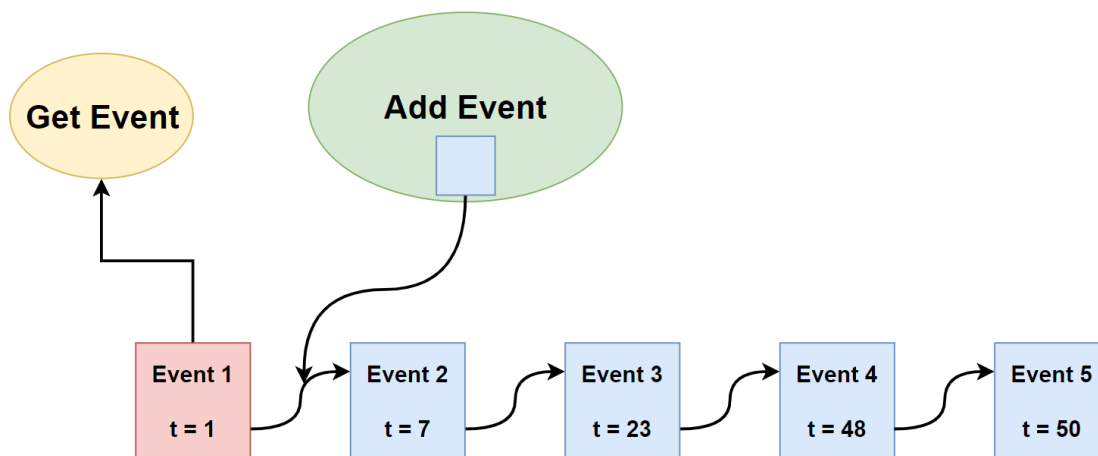 Get Event
Add Event
Event 1
t = 1
Event 2
t = 7
Event 3
t = 23
Event 4
t = 48
Event 5
t = 50